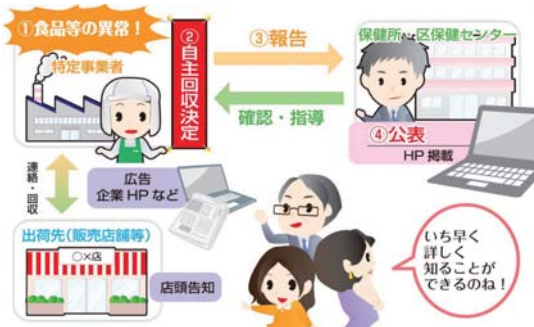 ①食品等の異常!
特定事業者
②自主回収決定
③報告
確認・指導
保健所・区保健センター
④公表
HP 掲載
連絡・回収
広告
企業 HP など
出荷先(販売店舗等)
○×店
店頭告知
いち早く
詳しく
知ることが
できるのね!